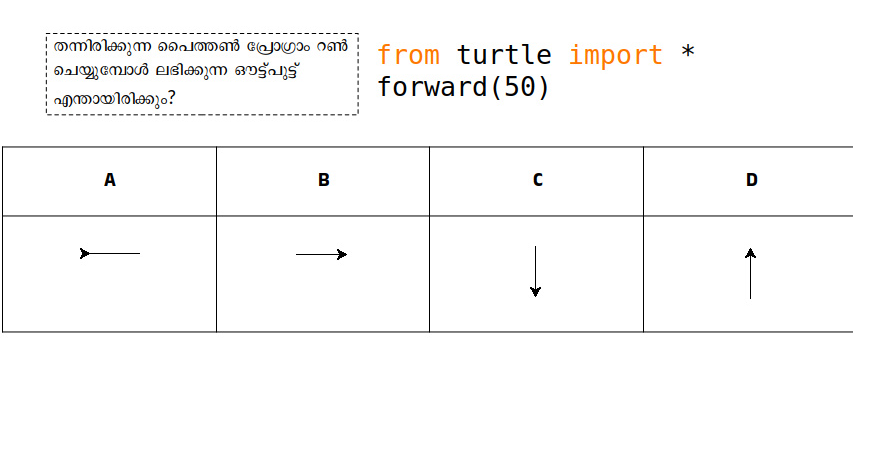 തന്നിരിക്കുന്ന പൈത്തൺ പ്രോഗ്രാം റൺ
ചെയ്യുമ്പോൾ ലഭിക്കുന്ന ഔട്ട്പുട്ട്
എന്തായിരിക്കും?
from turtle import *
forward(50)
A B C D